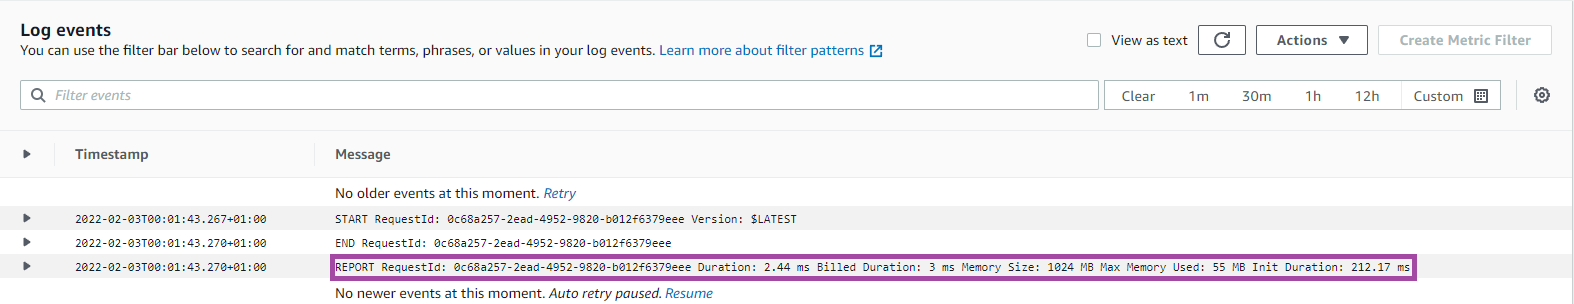 Log events
You can use the filter bar below to search for and match terms, phrases, or values in your log events. Learn more about filter patterns
View as text
Actions
Create Metric Filter
Filter events
Clear 1m 30m 1h 12h Custom
Timestamp Message
No older events at this moment. Retry
2022-02-03T00:01:43.267+01:00 START RequestId: 0c68a257-2ead-4952-9820-b012f6379eee Version: $LATEST
2022-02-03T00:01:43.270+01:00 END RequestId: 0c68a257-2ead-4952-9820-b012f6379eee
2022-02-03T00:01:43.270+01:00 REPORT RequestId: 0c68a257-2ead-4952-9820-b012f6379eee Duration: 2.44 ms Billed Duration: 3 ms Memory Size: 1024 MB Max Memory Used: 55 MB Init Duration: 212.17 ms
No newer events at this moment. Auto retry paused. Resume